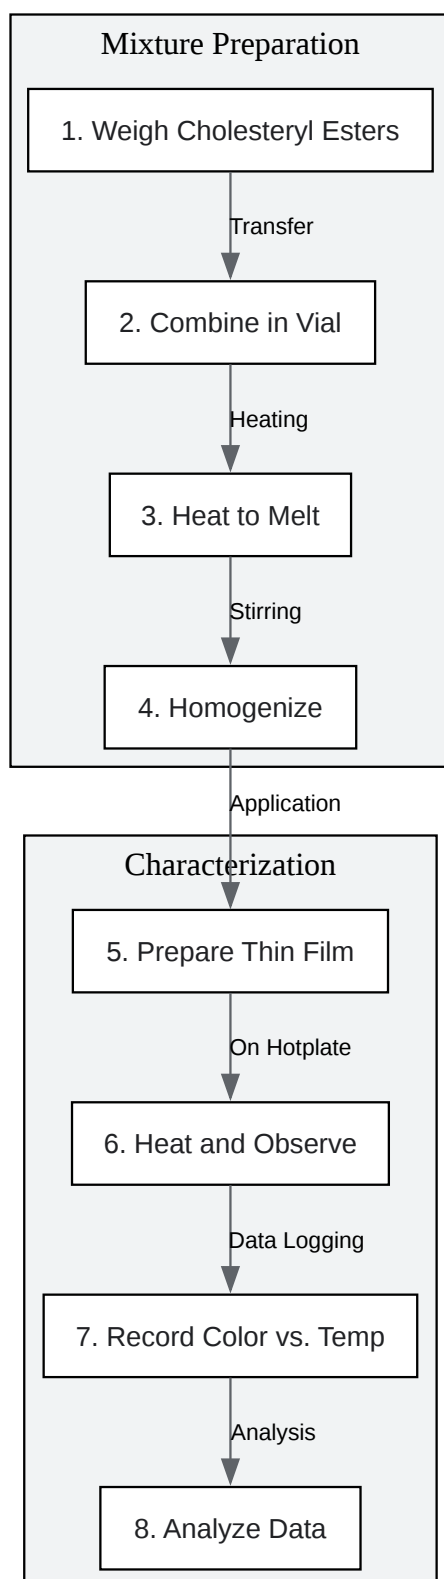 Mixture Preparation
1. Weigh Cholesteryl Esters
Transfer
2. Combine in Vial
Heating
3. Heat to Melt
Stirring
4. Homogenize
Application
Characterization
5. Prepare Thin Film
On Hotplate
6. Heat and Observe
Data Logging
7. Record Color vs. Temp
Analysis
8. Analyze Data